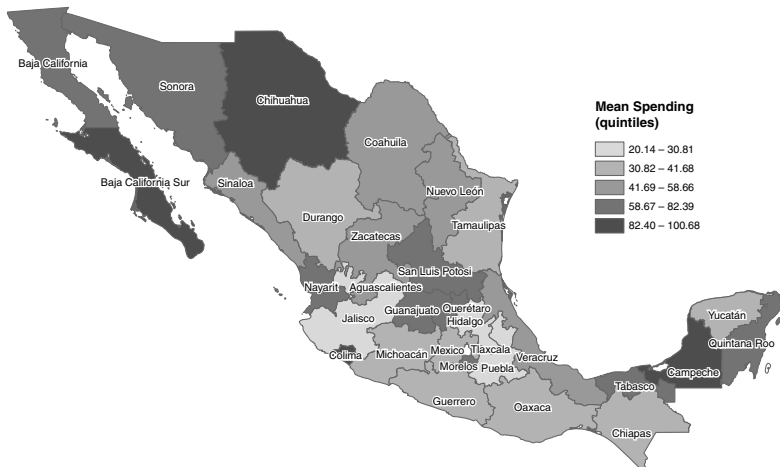 Baja California
Sonora
Chihuahua
Coahuila
Baja California Sur
Sinaloa
Nuevo León
Durango
Tamaulipas
Zacatecas
San Luis Potosi
Nayarit
Aguascalientes
Jalisco
Guanajuato
Querétaro
Hidalgo
Colima
Michoacán
Mexico
Tlaxcala
Veracruz
Morelos
Puebla
Guerrero
Oaxaca
Yucatán
Quintana Roo
Campeche
Tabasco
Chiapas
Mean Spending
(quintiles)
20.14 – 30.81
30.82 – 41.68
41.69 – 58.66
58.67 – 82.39
82.40 – 100.68